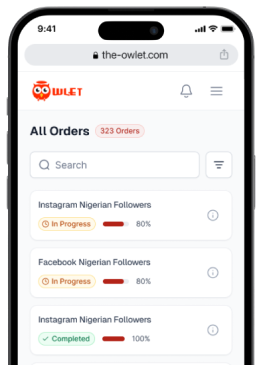 9:41
the-owlet.com
OWLET
All Orders 323 Orders
Search
Instagram Nigerian Followers
In Progress 80%
Facebook Nigerian Followers
In Progress 80%
Instagram Nigerian Followers
Completed 100%